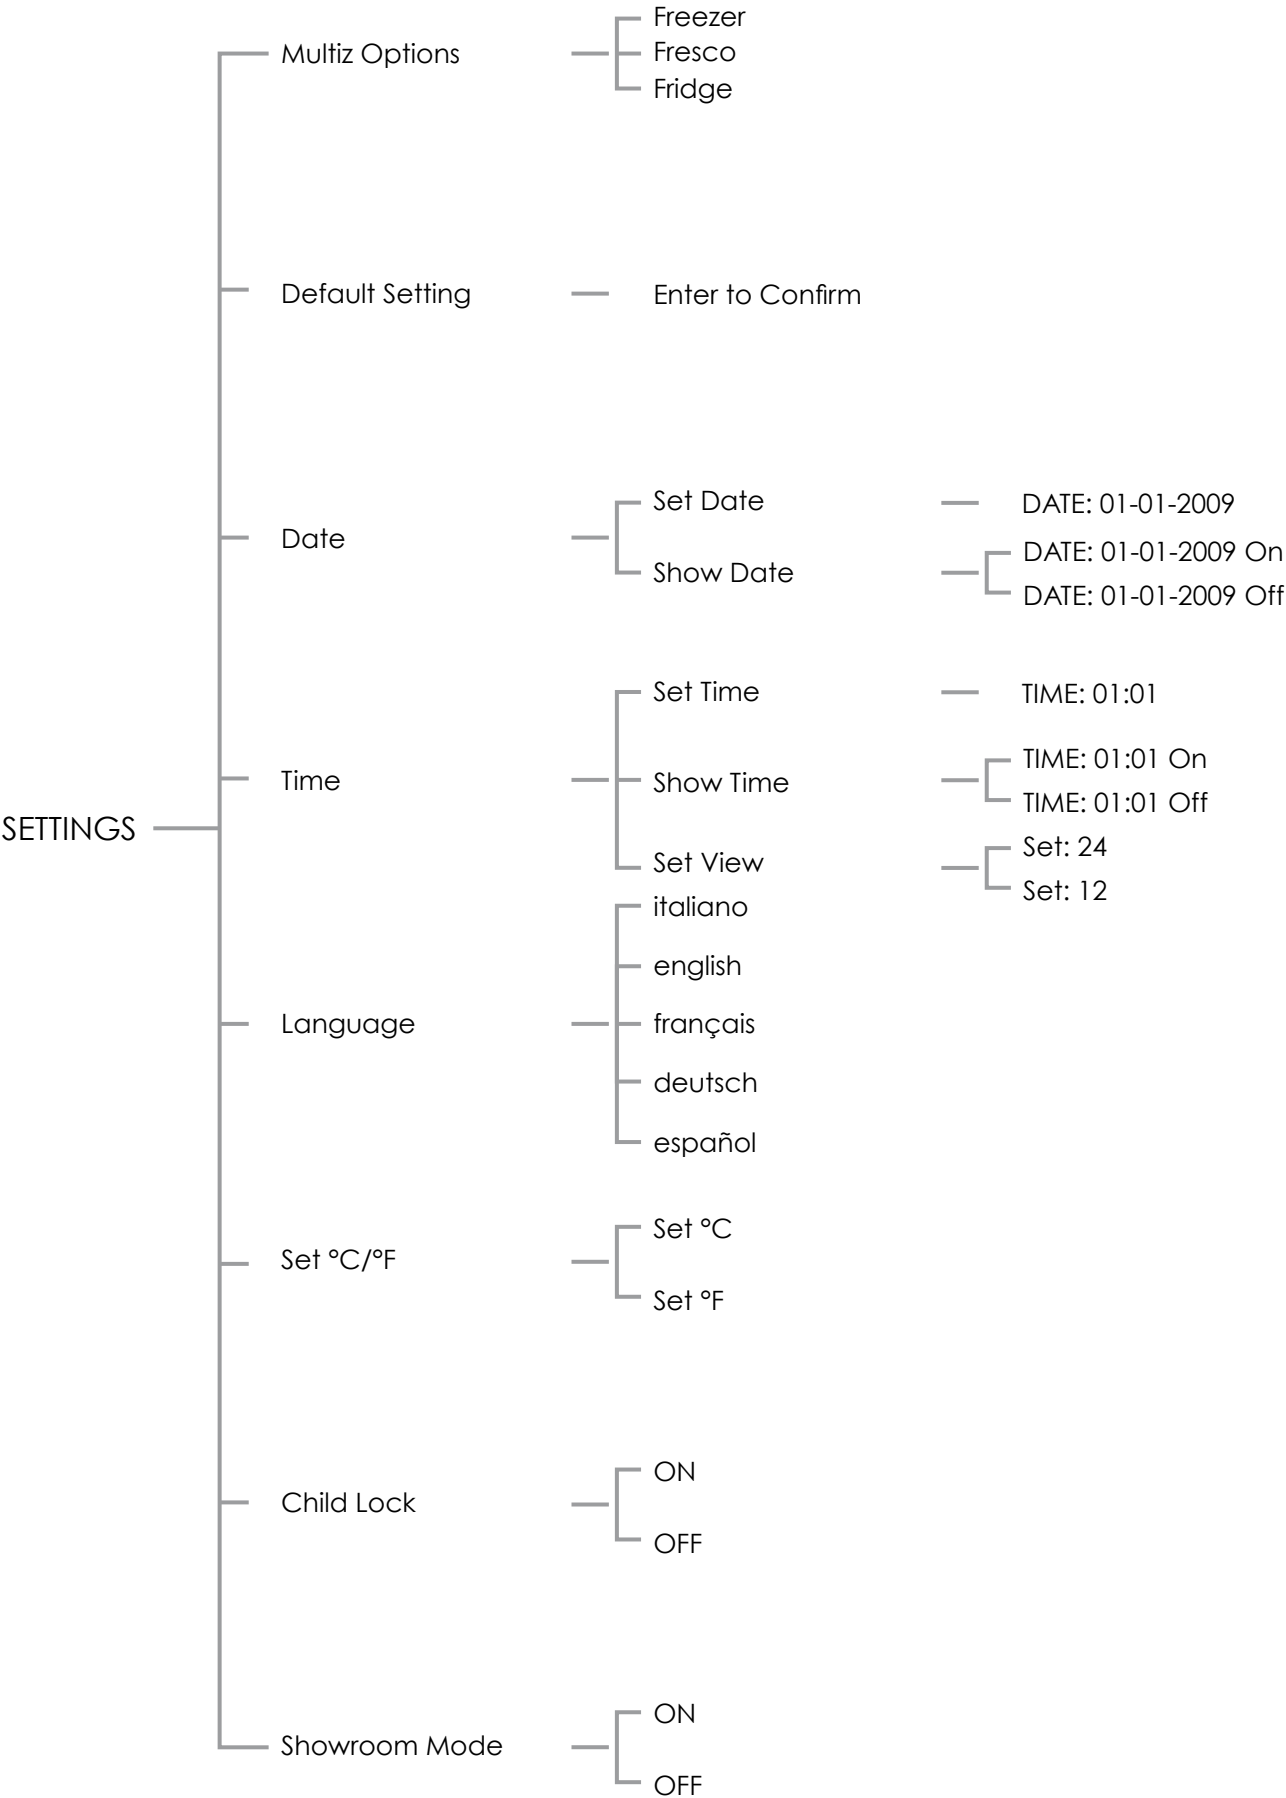 SETTINGS
Multiz Options
Freezer
Fresco
Fridge
Default Setting
Enter to Confirm
Date
Set Date
DATE: 01-01-2009
Show Date
DATE: 01-01-2009 On
DATE: 01-01-2009 Off
Time
Set Time
TIME: 01:01
Show Time
TIME: 01:01 On
TIME: 01:01 Off
Set View
Set: 24
Set: 12
Language
italiano
english
français
deutsch
español
Set °C/°F
Set °C
Set °F
Child Lock
ON
OFF
Showroom Mode
ON
OFF